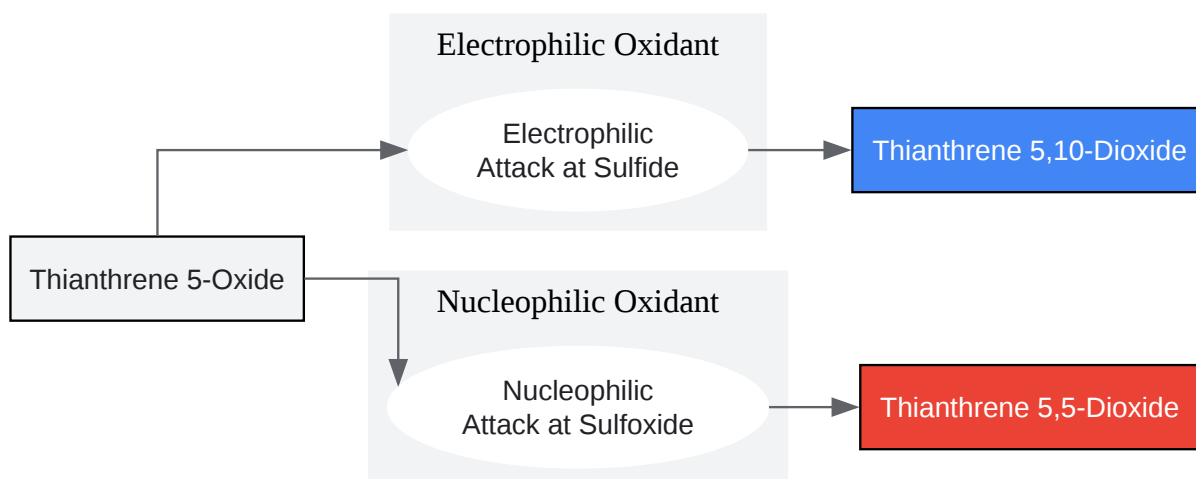 Electrophilic Oxidant
Electrophilic
Attack at Sulfide
Thianthrene 5,10-Dioxide
Thianthrene 5-Oxide
Nucleophilic Oxidant
Nucleophilic
Attack at Sulfoxide
Thianthrene 5,5-Dioxide